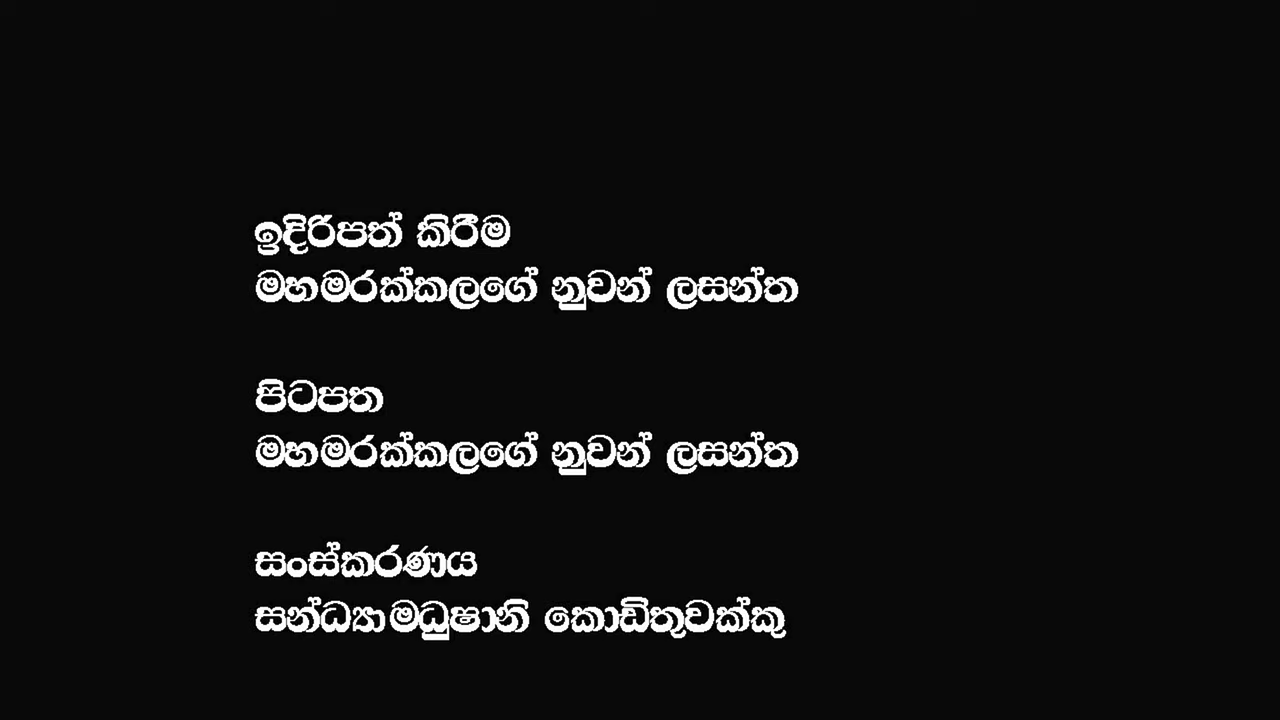 ඉදිරිපත් කිරීම
මහමරක්කලගේ නුවන් ලසන්ත
පිටපත
මහමරක්කලගේ නුවන් ලසන්ත
සංස්කරණය
සන්ධ්‍යාමධුෂානි කොඩිතුවක්කු